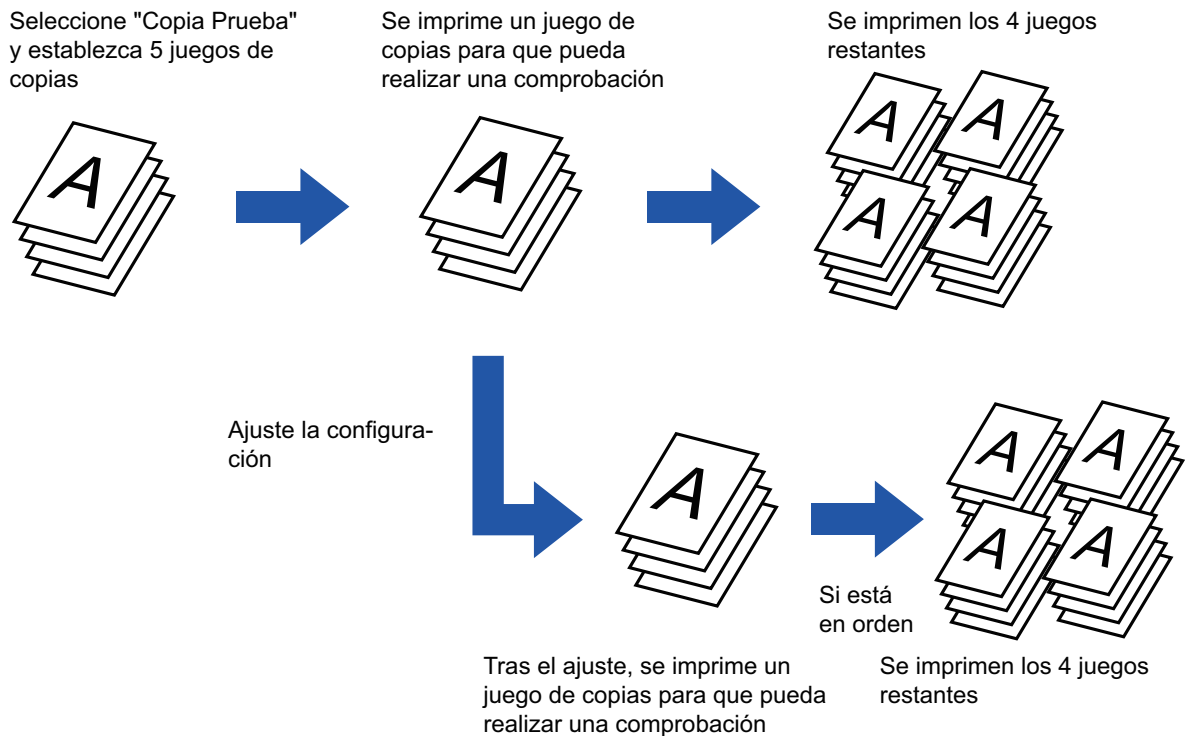 Seleccione "Copia Prueba"
y establezca 5 juegos de
copias
Se imprime un juego de
copias para que pueda
realizar una comprobación
Se imprimen los 4 juegos
restantes
A
A
A
A
A
A
Ajuste la configura-
ción
A
A
A
A
A
Si está
en orden
Tras el ajuste, se imprime un
juego de copias para que pueda
realizar una comprobación
Se imprimen los 4 juegos
restantes